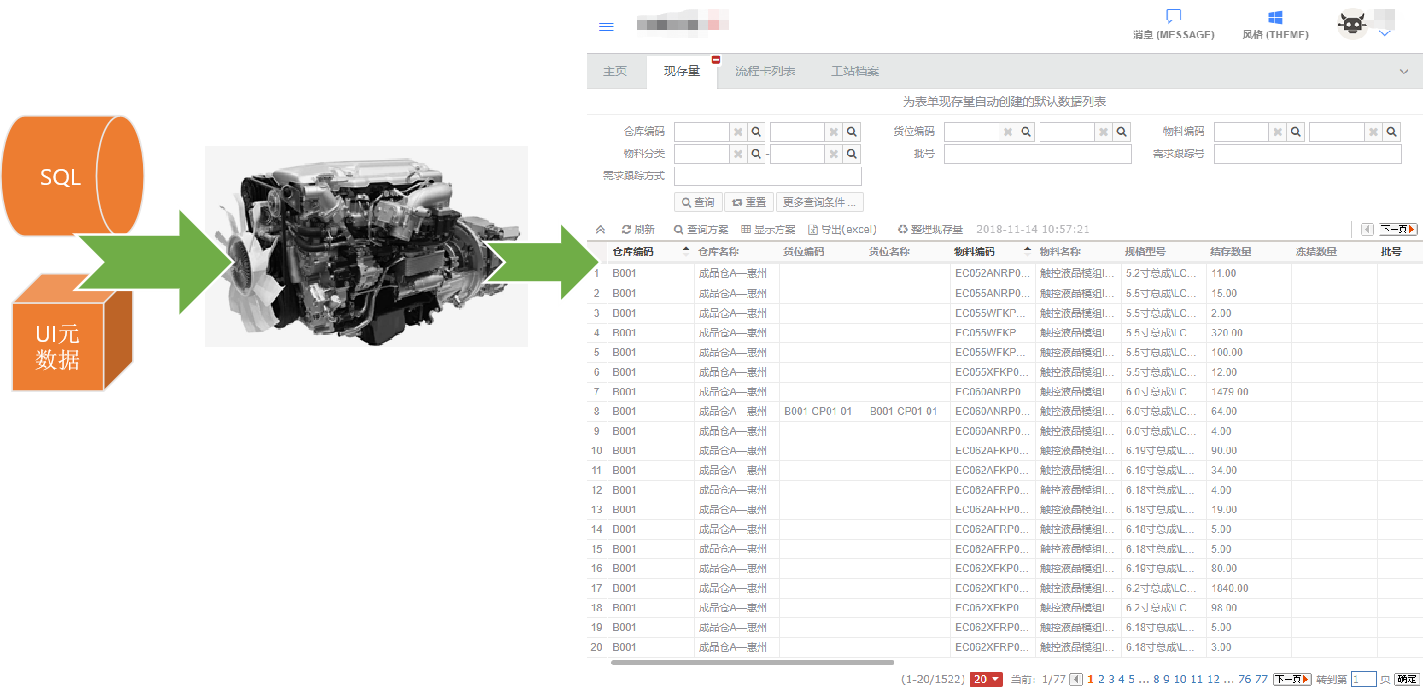 SQL
UI元
数据
消息 (MESSAGE)
风格 (THEME)
主页 现存量 流程卡列表 工站档案
为表单现存量自动创建的默认数据列表
仓库编码 货位编码 物料编码
物料分类 - 批号 需求跟踪号
需求跟踪方式
查询 重置 更多查询条件 ...
刷新 查询方案 显示方案 导出(excel) 整理现存量 2018-11-14 10:57:21 下一页
仓库编码 仓库名称 货位编码 货位名称 物料编码 物料名称 规格型号 结存数量 冻结数量 批号
1 B001 成品仓A—惠州 EC052ANRP0... 触控液晶模组I... 5.2寸总成\LC... 11.00
2 B001 成品仓A—惠州 EC055ANRP0... 触控液晶模组I... 5.5寸总成\LC... 15.00
3 B001 成品仓A—惠州 EC055WFKP... 触控液晶模组I... 5.5寸总成\LC... 2.00
4 B001 成品仓A—惠州 EC055WFKP... 触控液晶模组I... 5.5寸总成\LC... 320.00
5 B001 成品仓A—惠州 EC055WFKP... 触控液晶模组I... 5.5寸总成\LC... 100.00
6 B001 成品仓A—惠州 EC055XFKP0... 触控液晶模组I... 5.5寸总成\LC... 12.00
7 B001 成品仓A—惠州 EC060ANRP0... 触控液晶模组I... 6.0寸总成\LC... 1479.00
8 B001 成品仓A—惠州 B001-CP01-01 B001-CP01-01 EC060ANRP0... 触控液晶模组I... 6.0寸总成\LC... 64.00
9 B001 成品仓A—惠州 EC060ANRP0... 触控液晶模组I... 6.0寸总成\LC... 4.00
10 B001 成品仓A—惠州 EC062AFKP0... 触控液晶模组I... 6.19寸总成\L... 90.00
11 B001 成品仓A—惠州 EC062AFKP0... 触控液晶模组I... 6.19寸总成\L... 34.00
12 B001 成品仓A—惠州 EC062AFRP0... 触控液晶模组I... 6.18寸总成\L... 4.00
13 B001 成品仓A—惠州 EC062AFRP0... 触控液晶模组I... 6.18寸总成\L... 19.00
14 B001 成品仓A—惠州 EC062AFRP0... 触控液晶模组I... 6.18寸总成\L... 5.00
15 B001 成品仓A—惠州 EC062AFRP0... 触控液晶模组I... 6.18寸总成\L... 5.00
16 B001 成品仓A—惠州 EC062XFKP0... 触控液晶模组I... 6.19寸总成\L... 80.00
17 B001 成品仓A—惠州 EC062XFKP0... 触控液晶模组I... 6.2寸总成\LC... 1840.00
18 B001 成品仓A—惠州 EC062XFKP0... 触控液晶模组I... 6.2寸总成\LC... 98.00
19 B001 成品仓A—惠州 EC062XFRP0... 触控液晶模组I... 6.18寸总成\L... 5.00
20 B001 成品仓A—惠州 EC062XFRP0... 触控液晶模组I... 6.18寸总成\L... 3.00
(1-20/1522) 20 当前: 1/77 1 2 3 4 5 ... 8 9 10 11 12 ... 76 77 下一页 转到第 1 页 确定